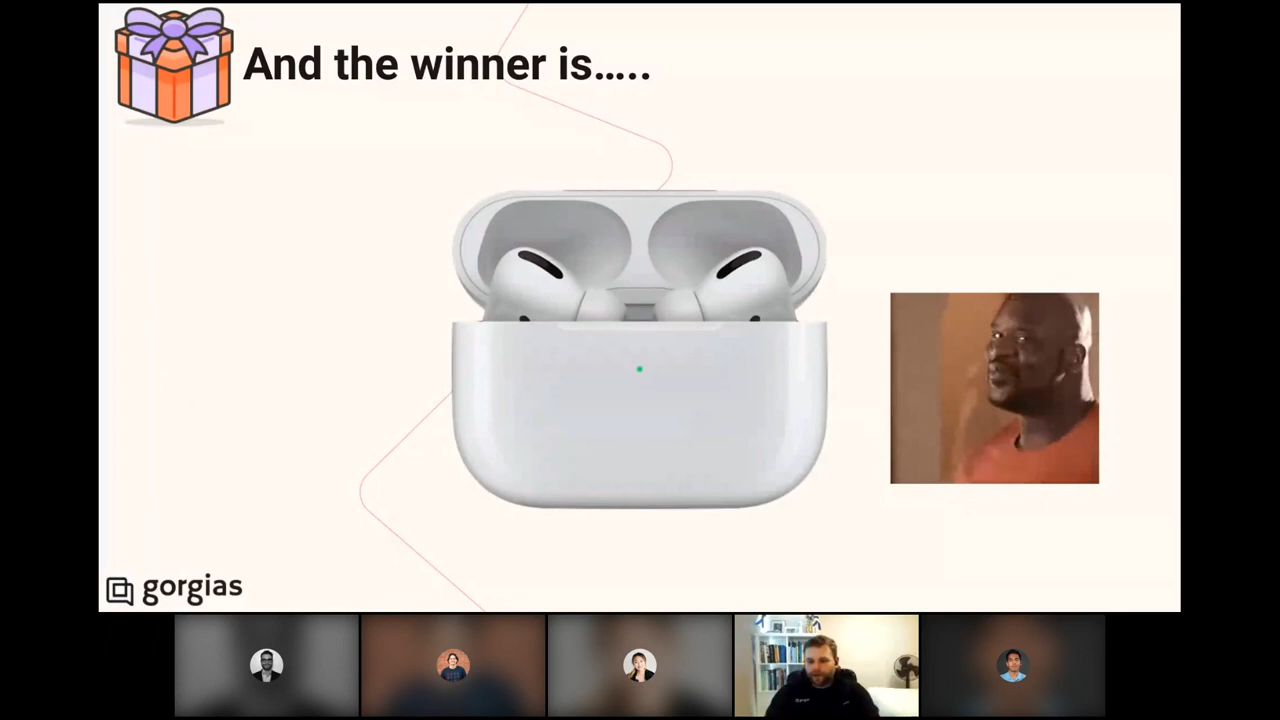 And the winner is.....
gorgias